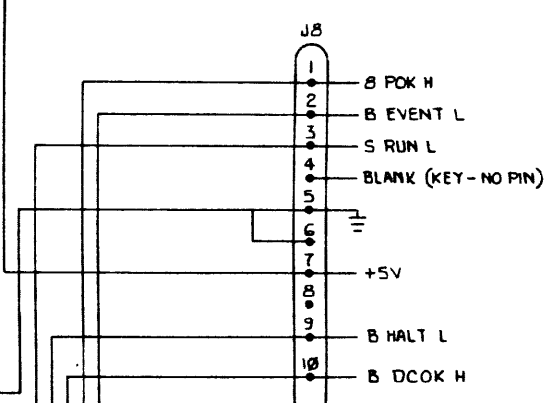 J8
1 8 POK H
2 B EVENT L
3 S RUN L
4 BLANK (KEY-NO PIN)
5
6
7 +5V
8
9 B HALT L
10 B DCOK H